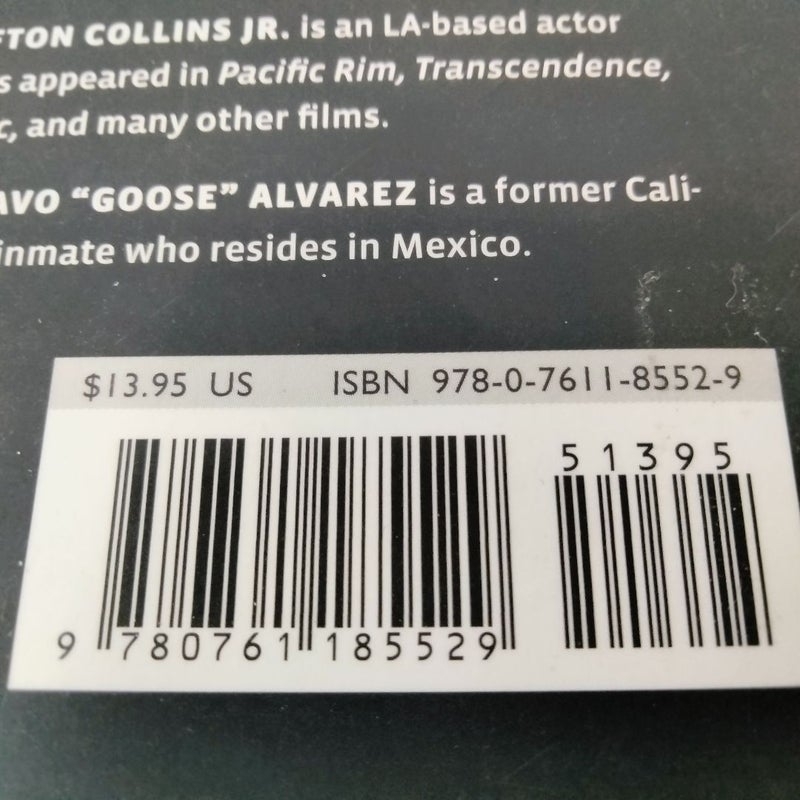 FTON COLLINS JR. is an LA-based actor
s appeared in Pacific Rim, Transcendence,
c, and many other films.
AVO “GOOSE” ALVAREZ is a former Cali-
inmate who resides in Mexico.
$13.95 US ISBN 978-0-7611-8552-9
51395
9 780761 185529